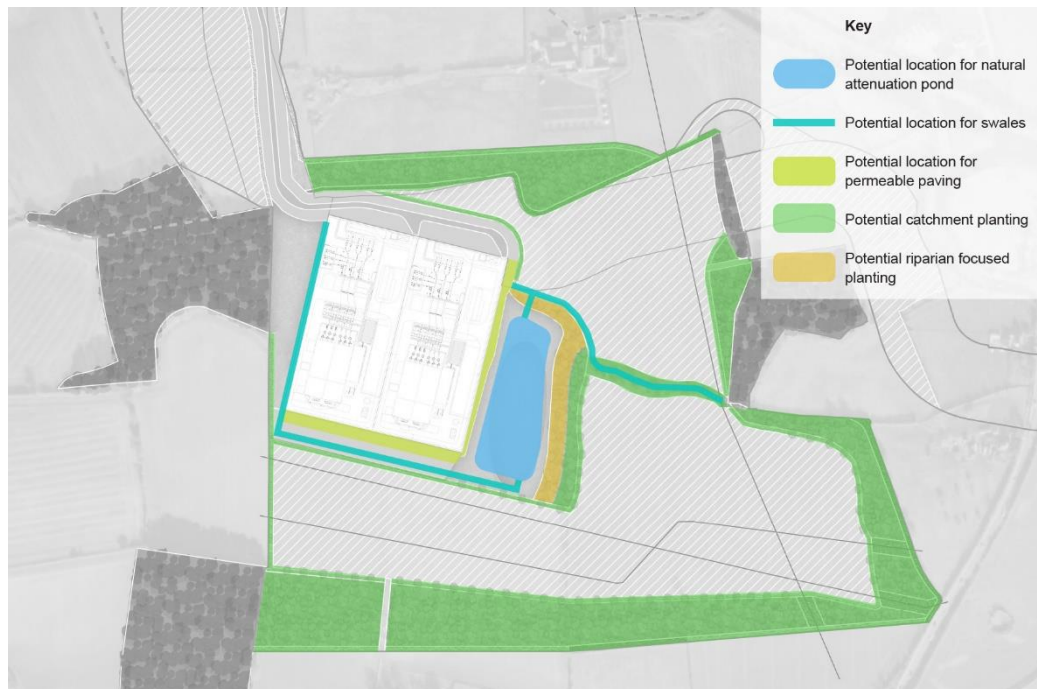 Key
Potential location for natural
attenuation pond
Potential location for swales
Potential location for
permeable paving
Potential catchment planting
Potential riparian focused
planting